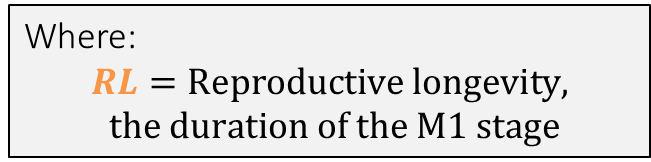 Where:
RL = Reproductive longevity,
the duration of the M1 stage